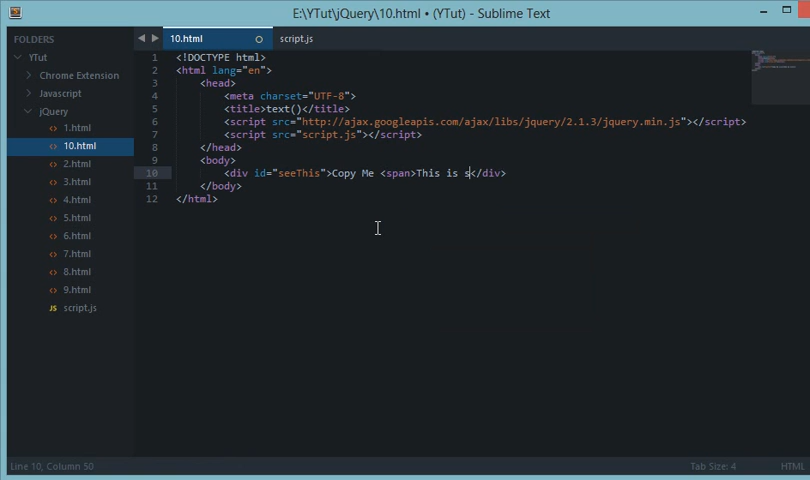 E:\YTut\jQuery\10.html • (YTut) - Sublime Text
FOLDERS
YTut
Chrome Extension
Javascript
jQuery
1.html
10.html
2.html
3.html
4.html
5.html
6.html
7.html
8.html
9.html
script.js
10.html
script.js
1 <!DOCTYPE html>
2 <html lang="en">
3 <head>
4 <meta charset="UTF-8">
5 <title>text()</title>
6 <script src="http://ajax.googleapis.com/ajax/libs/jquery/2.1.3/jquery.min.js"></script>
7 <script src="script.js"></script>
8 </head>
9 <body>
10 <div id="seeThis">Copy Me <span>This is s</div>
11 </body>
12 </html>
Line 10, Column 50
Tab Size: 4
HTML